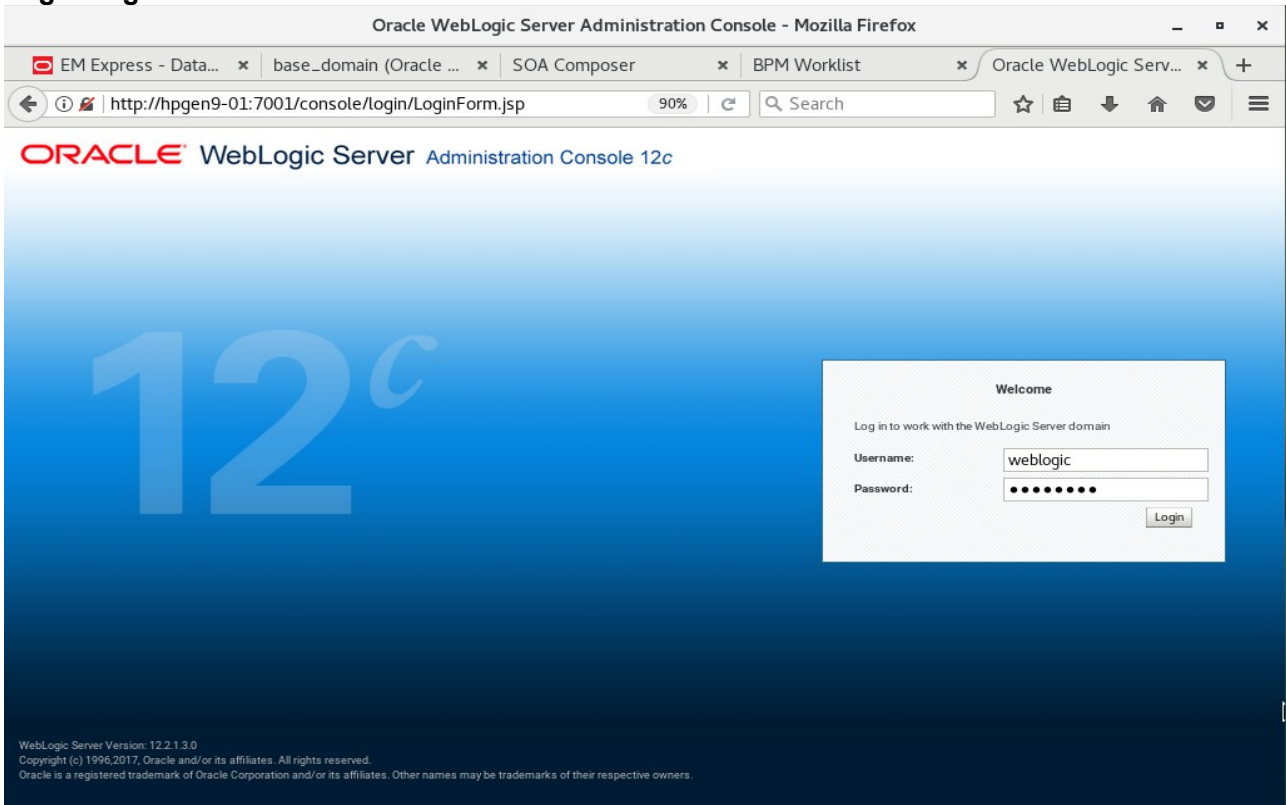 Oracle WebLogic Server Administration Console - Mozilla Firefox
EM Express - Data... base_domain (Oracle ... SOA Composer BPM Worklist Oracle WebLogic Serv...
http://hpgen9-01:7001/console/login/LoginForm.jsp 90% Search
ORACLE WebLogic Server Administration Console 12c
12c
Welcome
Log in to work with the WebLogic Server domain
Username: weblogic
Password: ●●●●●●●●
Login
WebLogic Server Version: 12.2.1.3.0
Copyright (c) 1996,2017, Oracle and/or its affiliates. All rights reserved.
Oracle is a registered trademark of Oracle Corporation and/or its affiliates. Other names may be trademarks of their respective owners.